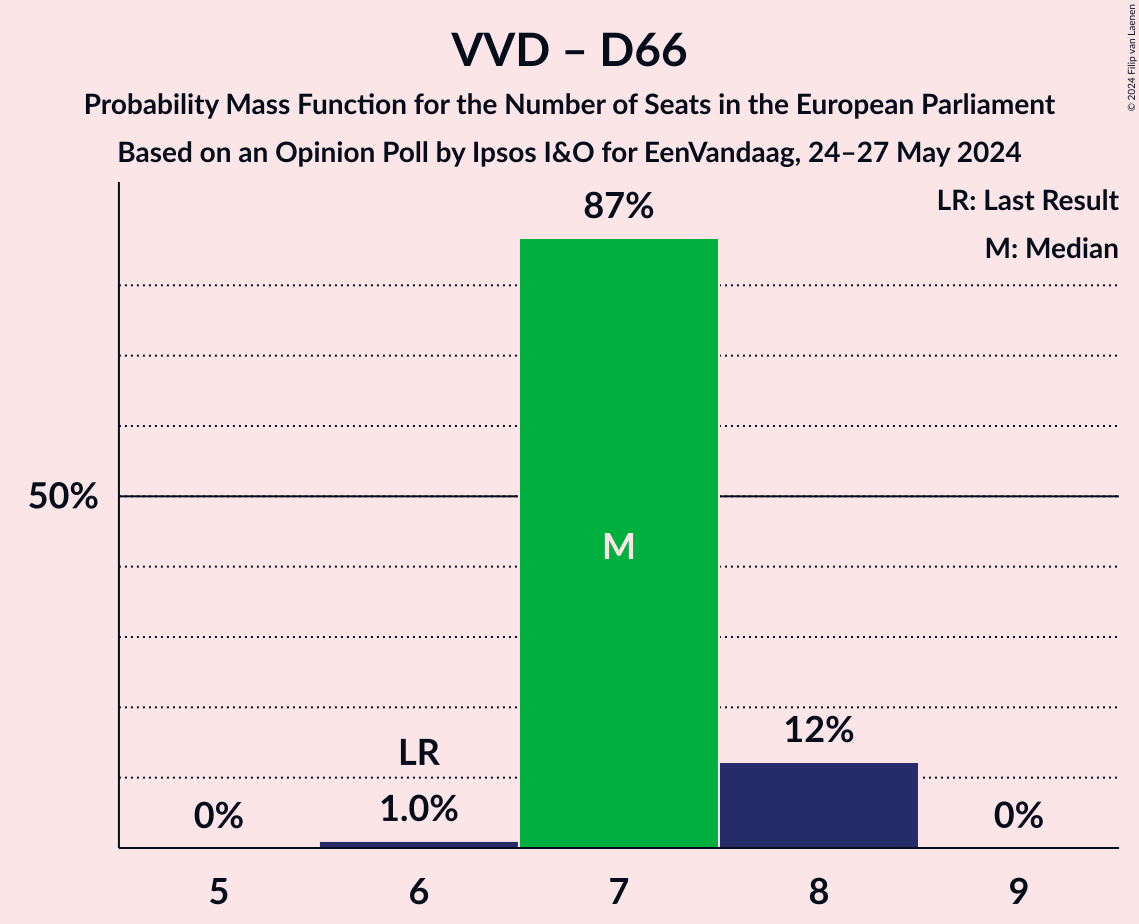 VVD – D66
Probability Mass Function for the Number of Seats in the European Parliament
Based on an Opinion Poll by Ipsos I&O for EenVandaag, 24–27 May 2024
© 2024 Filip van Laenen
LR: Last Result
M: Median
87%
50%
M
12%
LR
1.0%
0%
0%
5 6 7 8 9